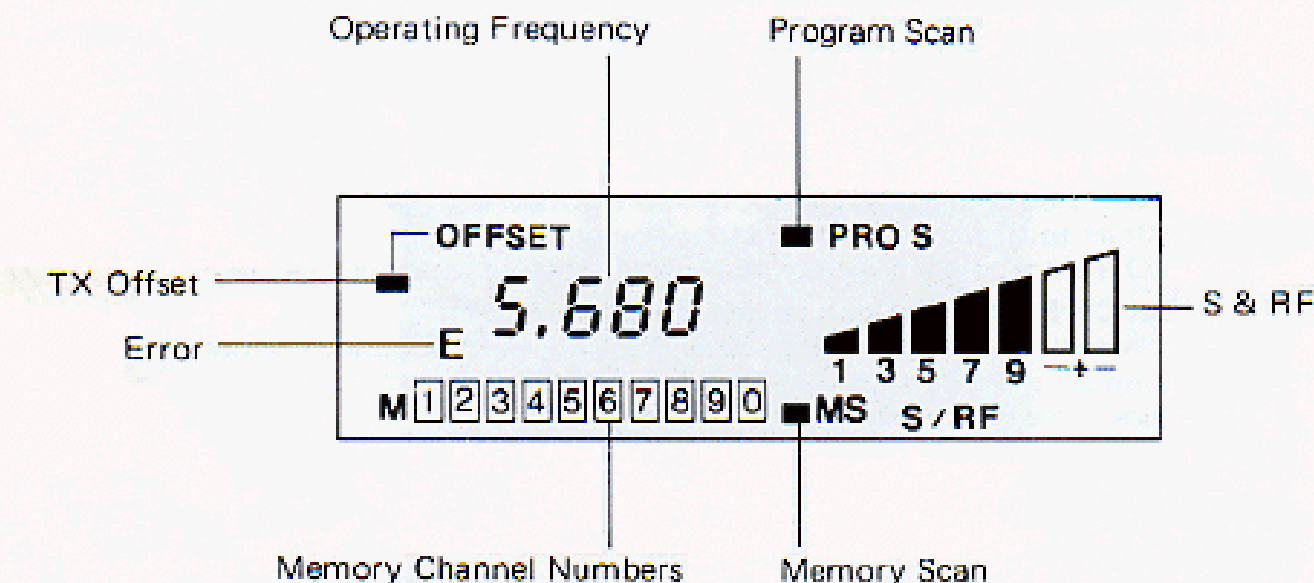 Operating Frequency
Program Scan
OFFSET
PRO S
TX Offset
5.680
S & RF
Error
E
1 3 5 7 9 - + -
M 1 2 3 4 5 6 7 8 9 0
MS
S/RF
Memory Channel Numbers
Memory Scan